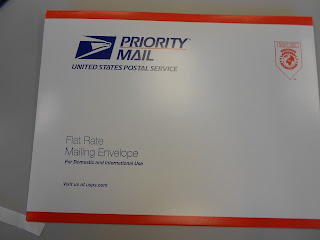 PRIORITY
MAIL
UNITED STATES POSTAL SERVICE
Flat Rate
Mailing Envelope
For Domestic and International Use
Visit us at usps.com